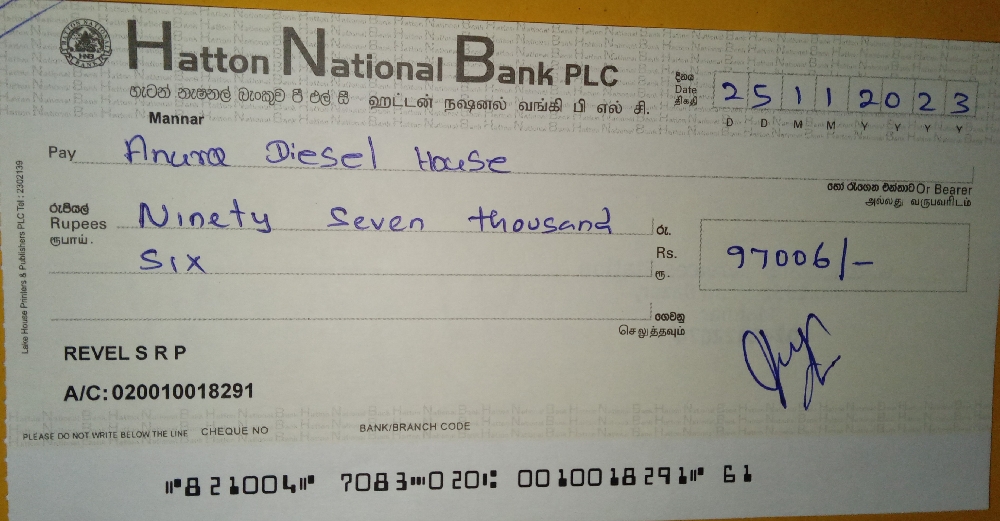 Hatton National Bank PLC
හැටන් නැෂනල් බැංකුව පී එල් සී ஹட்டன் நஷனல் வங்கி பி எல் சி.
Mannar
දිනය
Date
திகதி
2 5 1 1 2 0 2 3
D D M M Y Y Y Y
Pay Anura Diesel House
හෝ රැගෙන එන්නාට Or Bearer
அல்லது வருபவரிடம்
රුපියල්
Rupees Ninety Seven thousand
ரூபாய்.
Six
රු.
Rs. 97006/-
ரூ.
ගෙවනු
செலுத்தவும்
REVEL S R P
A/C: 020010018291
PLEASE DO NOT WRITE BELOW THE LINE CHEQUE NO BANK/BRANCH CODE
⑈821004⑈ 7083⑉020⑆ 0010018291⑈ 61
Lake House Printers & Publishers PLC Tel : 2302139